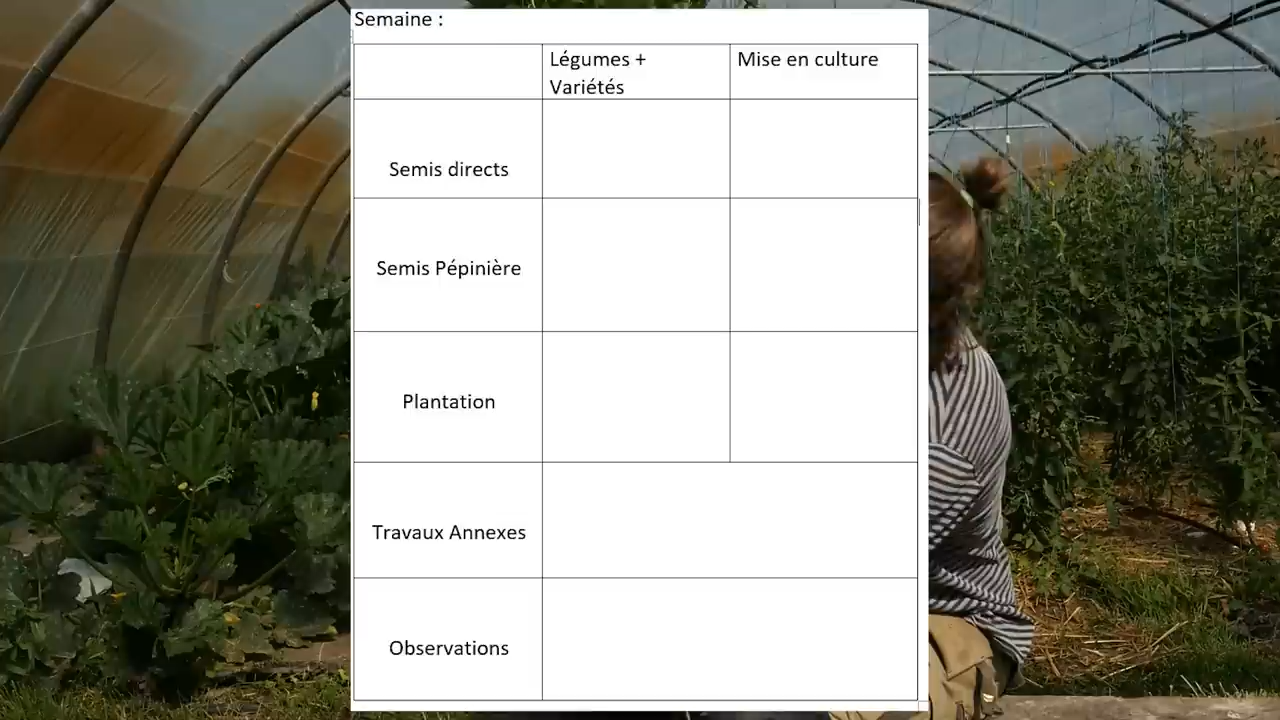 Semaine :
Légumes +
Variétés
Mise en culture
Semis directs
Semis Pépinière
Plantation
Travaux Annexes
Observations